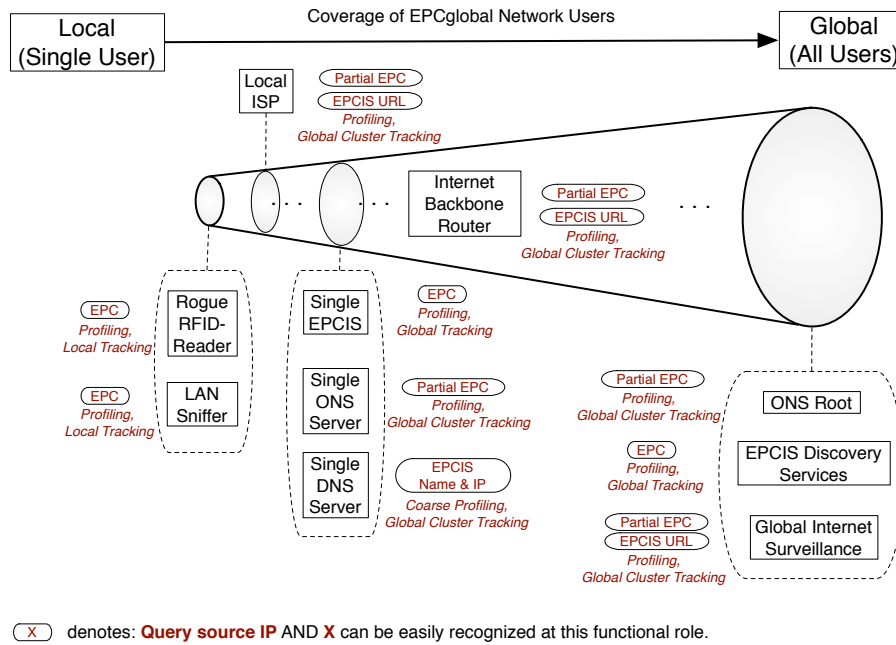 Coverage of EPCglobal Network Users
Local
(Single User)
Global
(All Users)
Local
ISP
Partial EPC
EPCIS URL
Profiling,
Global Cluster Tracking
. . .
. . .
Internet
Backbone
Router
Partial EPC
EPCIS URL
Profiling,
Global Cluster Tracking
. . .
EPC
Profiling,
Local Tracking
Rogue
RFID-
Reader
EPC
Profiling,
Local Tracking
LAN
Sniffer
Single
EPCIS
EPC
Profiling,
Global Tracking
Single
ONS
Server
Partial EPC
Profiling,
Global Cluster Tracking
Single
DNS
Server
EPCIS
Name & IP
Coarse Profiling,
Global Cluster Tracking
Partial EPC
Profiling,
Global Cluster Tracking
ONS Root
EPC
Profiling,
Global Tracking
EPCIS Discovery
Services
Partial EPC
EPCIS URL
Profiling,
Global Cluster Tracking
Global Internet
Surveillance
X denotes: Query source IP AND X can be easily recognized at this functional role.